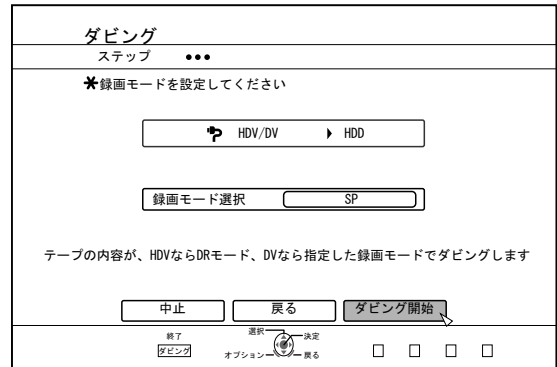 ダビング
ステップ ●●●
✱録画モードを設定してください
HDV/DV ▶ HDD
録画モード選択 SP
テープの内容が、HDVならDRモード、DVなら指定した録画モードでダビングします
中止 戻る ダビング開始
終了 選択 決定
ダビング オプション 戻る